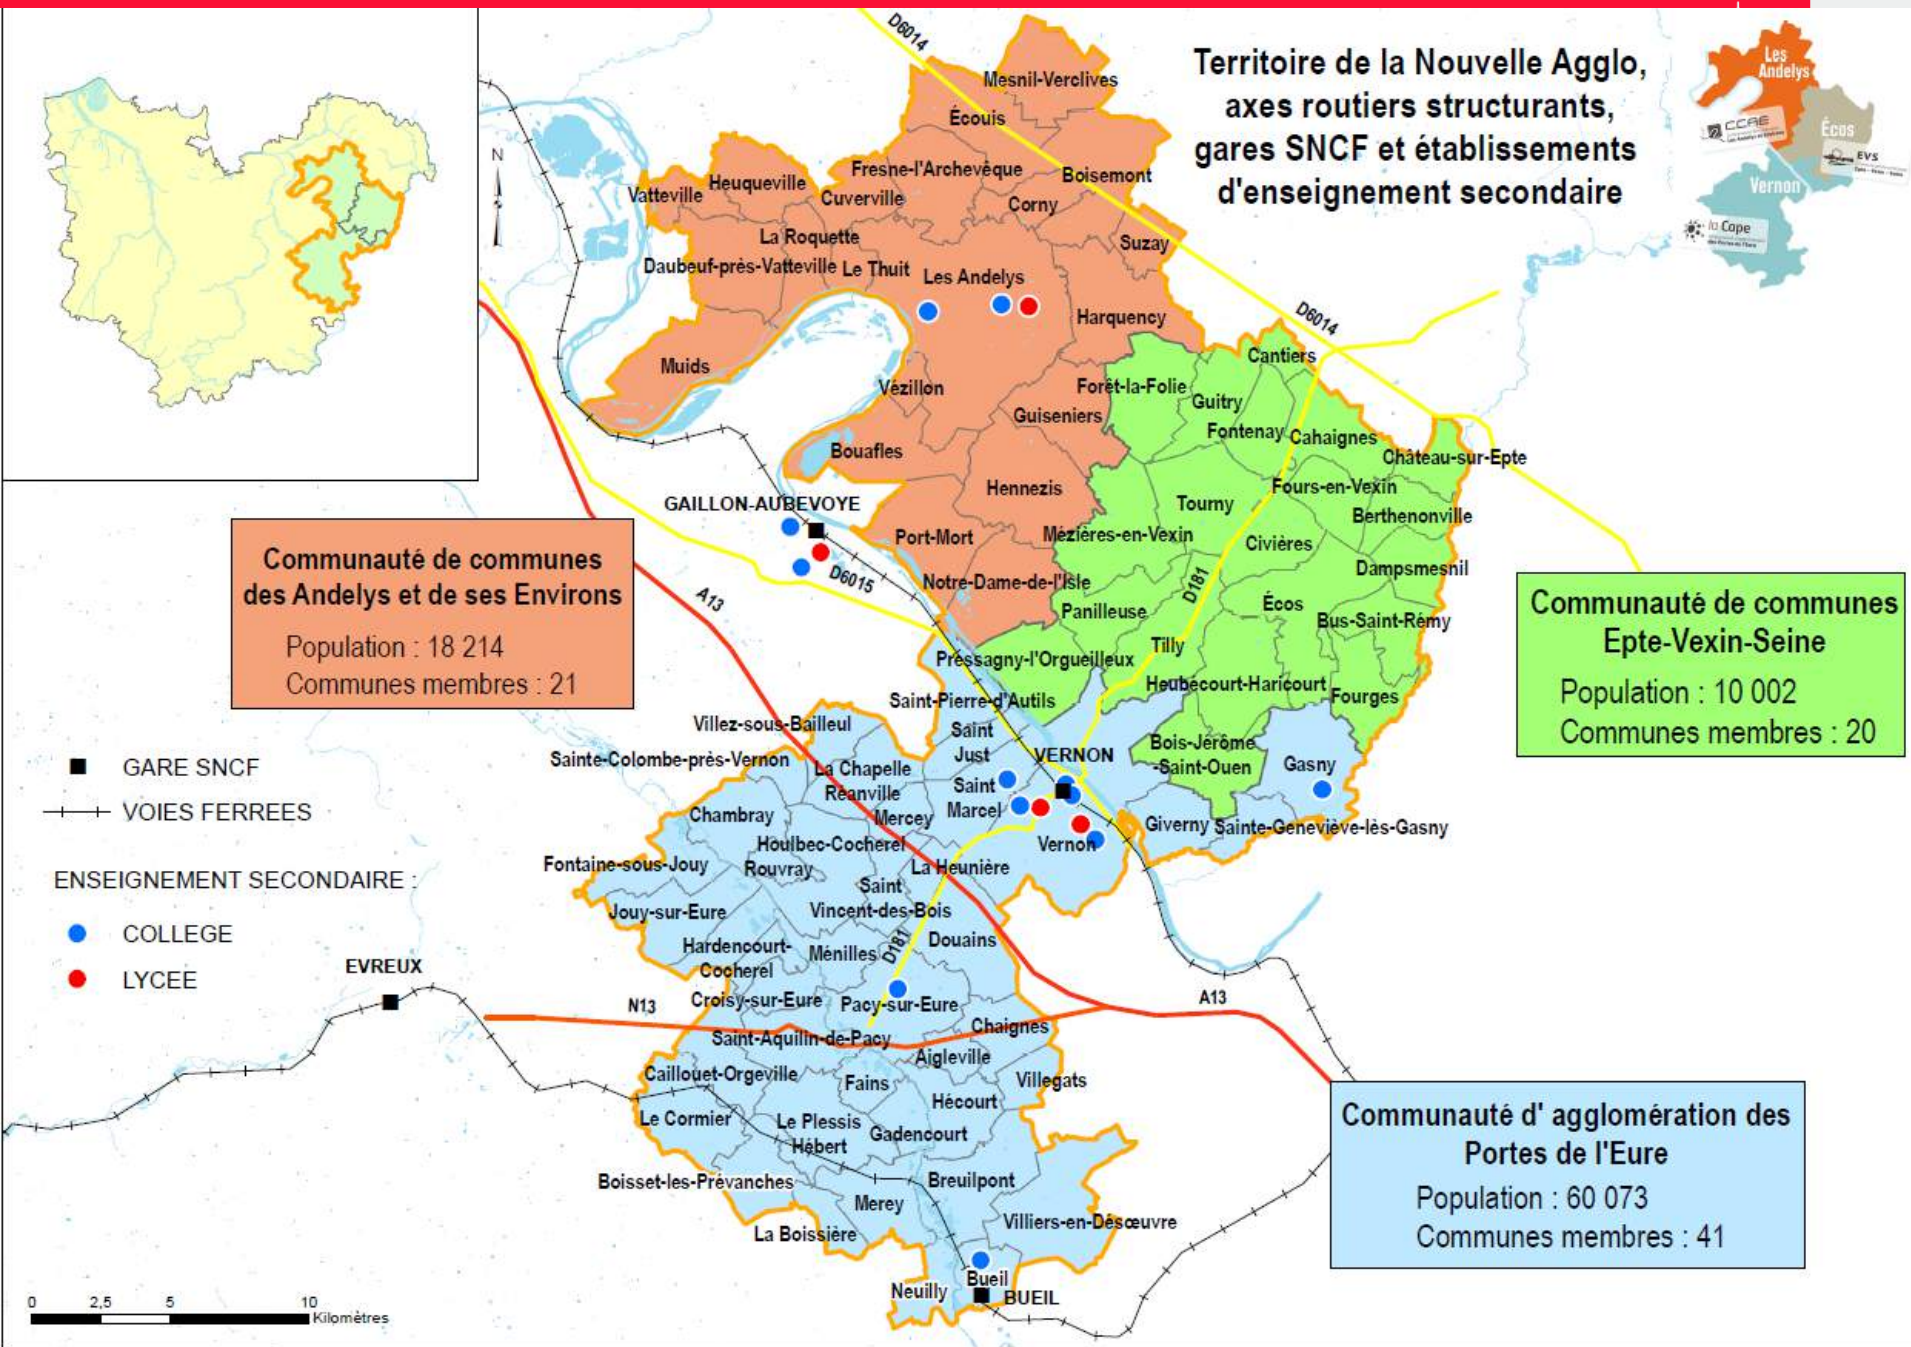 Territoire de la Nouvelle Agglo,
axes routiers structurants,
gares SNCF et établissements
d'enseignement secondaire
Les
Andelys
CCAE
Écos
EVS
Vernon
la Cape
N
D6014
Mesnil-Verclives
Écouis
Fresne-l'Archevêque
Boisemont
Heuqueville
Vatteville
Cuverville
Corny
La Roquette
Suzay
Daubeuf-près-Vatteville
Le Thuit
Les Andelys
Harquency
D6014
Muids
Vézillon
Guiseniers
Bouafles
Hennezis
Port-Mort
Notre-Dame-de-l'Isle
Cantiers
Forêt-la-Folie
Guitry
Fontenay
Cahaignes
Château-sur-Epte
Fours-en-Vexin
Tourny
Berthenonville
Mézières-en-Vexin
Civières
Dampsmesnil
D181
Panilleuse
Écos
Bus-Saint-Rémy
Tilly
Pressagny-l'Orgueilleux
Heubécourt-Haricourt
Fourges
Bois-Jérôme
-Saint-Ouen
GAILLON-AUBEVOYE
D6015
A13
Communauté de communes
des Andelys et de ses Environs
Population : 18 214
Communes membres : 21
Communauté de communes
Epte-Vexin-Seine
Population : 10 002
Communes membres : 20
Saint-Pierre-d'Autils
Villez-sous-Bailleul
Saint
Just
VERNON
Gasny
Sainte-Colombe-près-Vernon
La Chapelle
Réanville
Saint
Marcel
Chambray
Mercey
Giverny
Sainte-Geneviève-lès-Gasny
Houlbec-Cocherel
Vernon
Fontaine-sous-Jouy
Rouvray
La Heunière
Saint
Vincent-des-Bois
Jouy-sur-Eure
Hardencourt-
Cocherel
Ménilles
D181
Douains
Croisy-sur-Eure
Pacy-sur-Eure
A13
N13
Saint-Aquilin-de-Pacy
Chaignes
Aigleville
Caillouet-Orgeville
Fains
Villegats
Hécourt
Le Cormier
Le Plessis
Hébert
Gadencourt
Boisset-les-Prévanches
Breuilpont
Merey
Villiers-en-Désœuvre
La Boissière
Bueil
Neuilly
BUEIL
GARE SNCF
VOIES FERREES
ENSEIGNEMENT SECONDAIRE :
COLLEGE
LYCEE
EVREUX
Communauté d' agglomération des
Portes de l'Eure
Population : 60 073
Communes membres : 41
0 2,5 5 10
Kilomètres